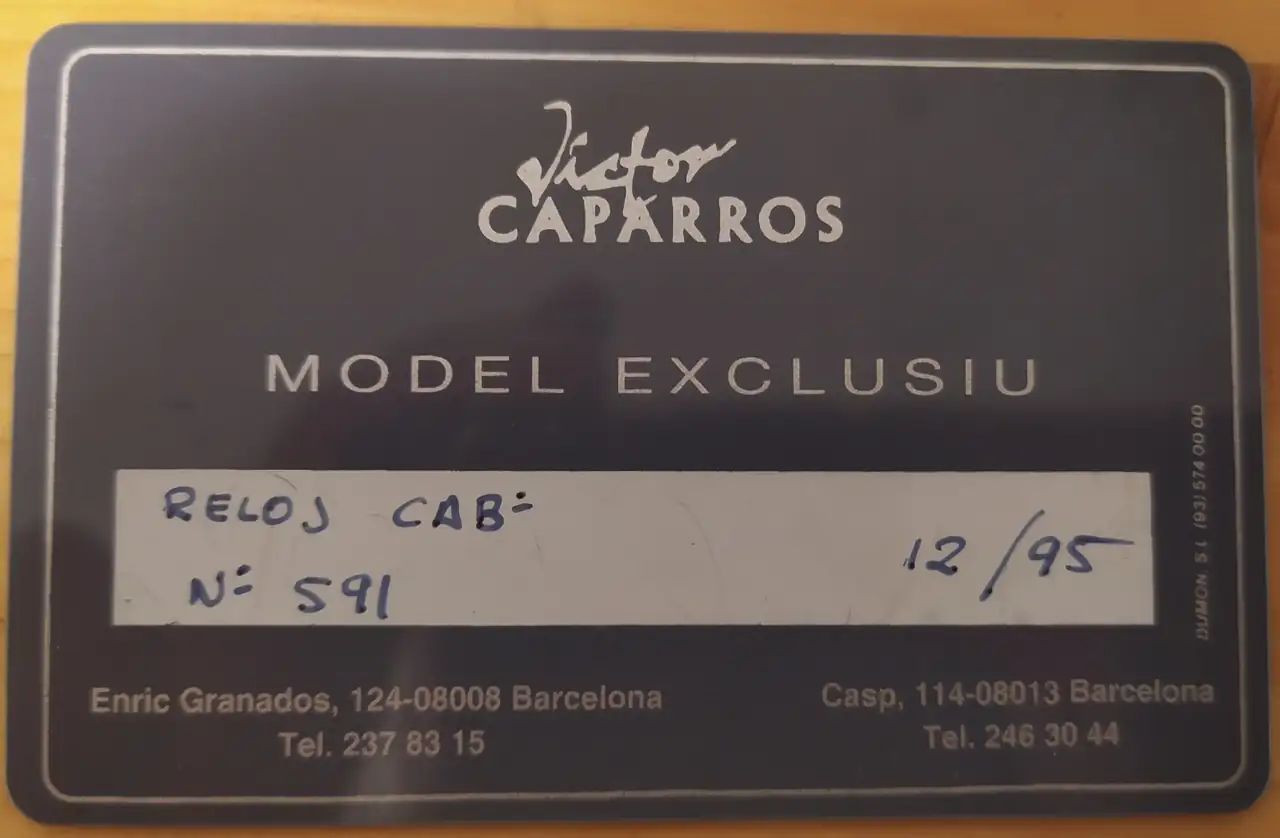 Victor
CAPARROS
MODEL EXCLUSIU
RELOJ CAB-
N- 591
12/95
Enric Granados, 124-08008 Barcelona
Tel. 237 83 15
Casp, 114-08013 Barcelona
Tel. 246 30 44
DUMON, S.L. (93) 574 00 00